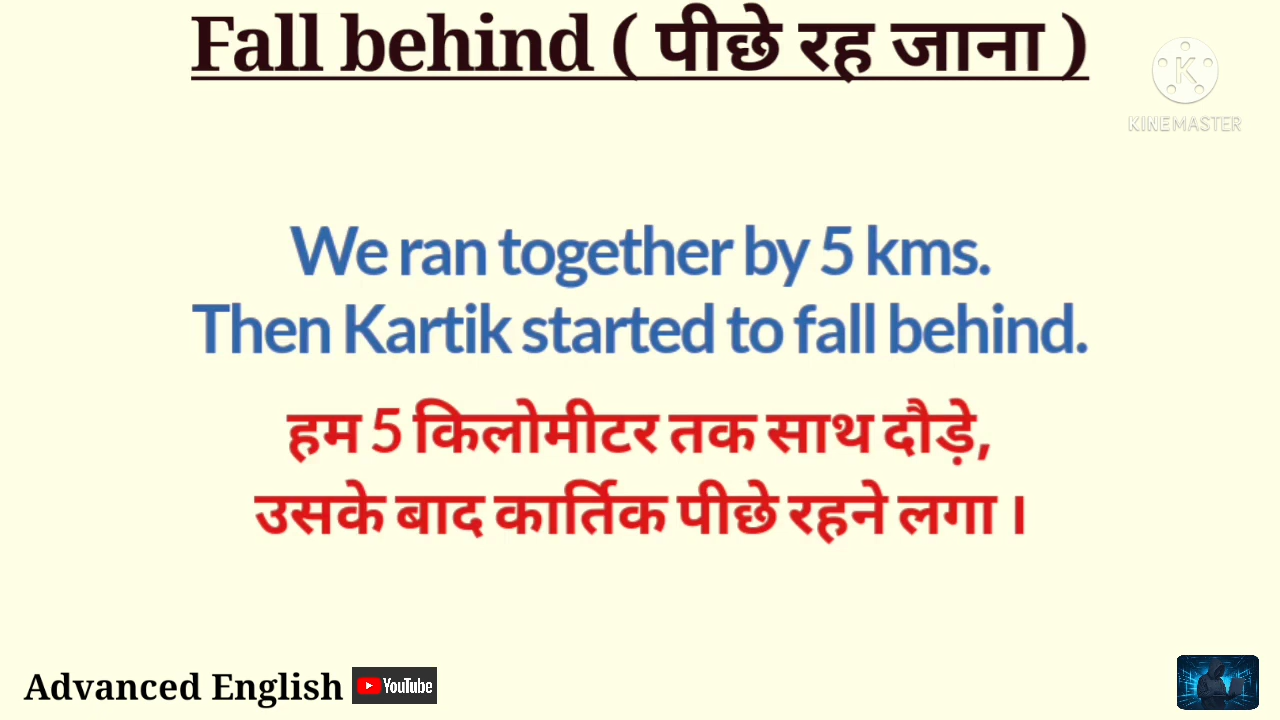 Fall behind ( पीछे रह जाना )
K
KINEMASTER
We ran together by 5 kms.
Then Kartik started to fall behind.
हम 5 किलोमीटर तक साथ दौड़े,
उसके बाद कार्तिक पीछे रहने लगा ।
Advanced English YouTube